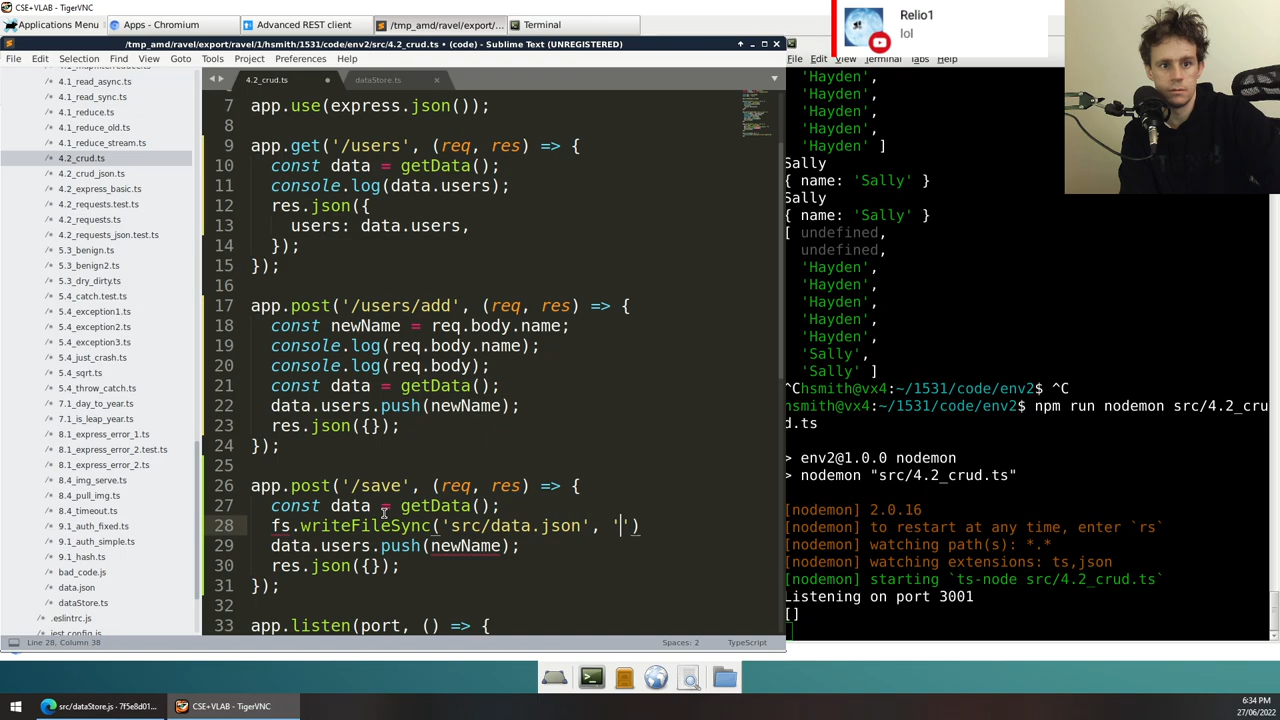 CSE+VLAB - TigerVNC
Applications Menu
Apps - Chromium
Advanced REST client
/tmp_amd/ravel/export/...
Terminal
Relio1
lol
/tmp_amd/ravel/export/ravel/1/hsmith/1531/code/env2/src/4.2_crud.ts • (code) - Sublime Text (UNREGISTERED)
File Edit Selection Find View Goto Tools Project Preferences Help
File Edit View Terminal Tabs Help
4.1_read_async.ts
4.1_read_sync.ts
4.1_reduce.ts
4.1_reduce_old.ts
4.1_reduce_stream.ts
4.2_crud.ts
4.2_crud_json.ts
4.2_express_basic.ts
4.2_requests.test.ts
4.2_requests.ts
4.2_requests_json.test.ts
5.3_benign.ts
5.3_benign2.ts
5.3_dry_dirty.ts
5.4_catch.test.ts
5.4_exception1.ts
5.4_exception2.ts
5.4_exception3.ts
5.4_just_crash.ts
5.4_sqrt.ts
5.4_throw_catch.ts
7.1_day_to_year.ts
7.1_is_leap_year.ts
8.1_express_error_1.ts
8.1_express_error_2.test.ts
8.1_express_error_2.ts
8.4_img_serve.ts
8.4_pull_img.ts
8.4_timeout.ts
9.1_auth_fixed.ts
9.1_auth_simple.ts
9.1_hash.ts
bad_code.js
data.json
dataStore.ts
.eslintrc.js
jest.config.js
4.2_crud.ts
dataStore.ts
7 app.use(express.json());
8
9 app.get('/users', (req, res) => {
10 const data = getData();
11 console.log(data.users);
12 res.json({
13 users: data.users,
14 });
15 });
16
17 app.post('/users/add', (req, res) => {
18 const newName = req.body.name;
19 console.log(req.body.name);
20 console.log(req.body);
21 const data = getData();
22 data.users.push(newName);
23 res.json({});
24 });
25
26 app.post('/save', (req, res) => {
27 const data = getData();
28 fs.writeFileSync('src/data.json', '')
29 data.users.push(newName);
30 res.json({});
31 });
32
33 app.listen(port, () => {
Line 28, Column 38
Spaces: 2
TypeScript
'Hayden',
'Hayden',
'Hayden',
'Hayden',
'Hayden' ]
Sally
{ name: 'Sally' }
Sally
{ name: 'Sally' }
[ undefined,
undefined,
'Hayden',
'Hayden',
'Hayden',
'Hayden',
'Hayden',
'Sally',
'Sally' ]
^Chsmith@vx4:~/1531/code/env2$ ^C
hsmith@vx4:~/1531/code/env2$ npm run nodemon src/4.2_cru
d.ts
> env2@1.0.0 nodemon
> nodemon "src/4.2_crud.ts"
[nodemon] 2.0.16
[nodemon] to restart at any time, enter `rs`
[nodemon] watching path(s): *.*
[nodemon] watching extensions: ts,json
[nodemon] starting `ts-node src/4.2_crud.ts`
Listening on port 3001
[]
src/dataStore.js · 7f5e8d01...
CSE+VLAB - TigerVNC
6:34 PM
27/06/2022